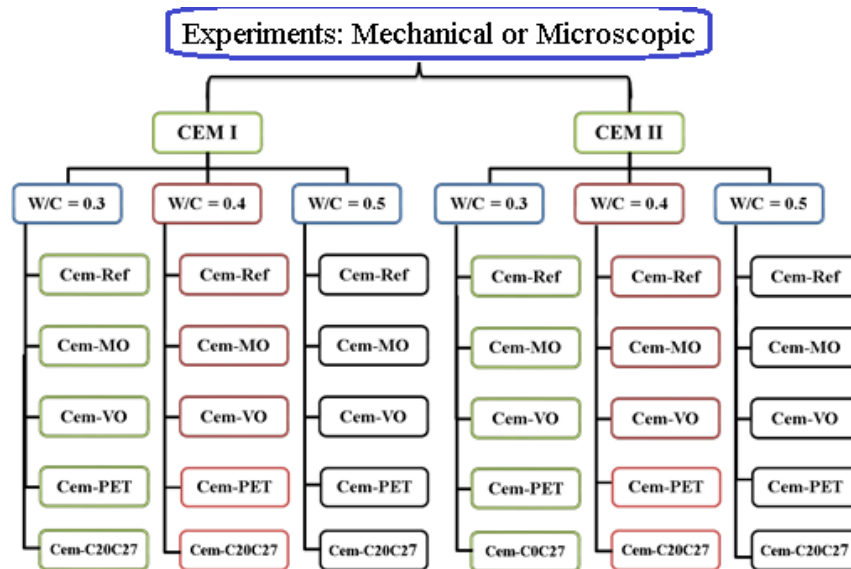 Experiments: Mechanical or Microscopic
CEM I
CEM II
W/C = 0.3
W/C = 0.4
W/C = 0.5
W/C = 0.3
W/C = 0.4
W/C = 0.5
Cem-Ref
Cem-Ref
Cem-Ref
Cem-Ref
Cem-Ref
Cem-Ref
Cem-MO
Cem-MO
Cem-MO
Cem-MO
Cem-MO
Cem-MO
Cem-VO
Cem-VO
Cem-VO
Cem-VO
Cem-VO
Cem-VO
Cem-PET
Cem-PET
Cem-PET
Cem-PET
Cem-PET
Cem-PET
Cem-C20C27
Cem-C20C27
Cem-C20C27
Cem-C0C27
Cem-C20C27
Cem-C20C27